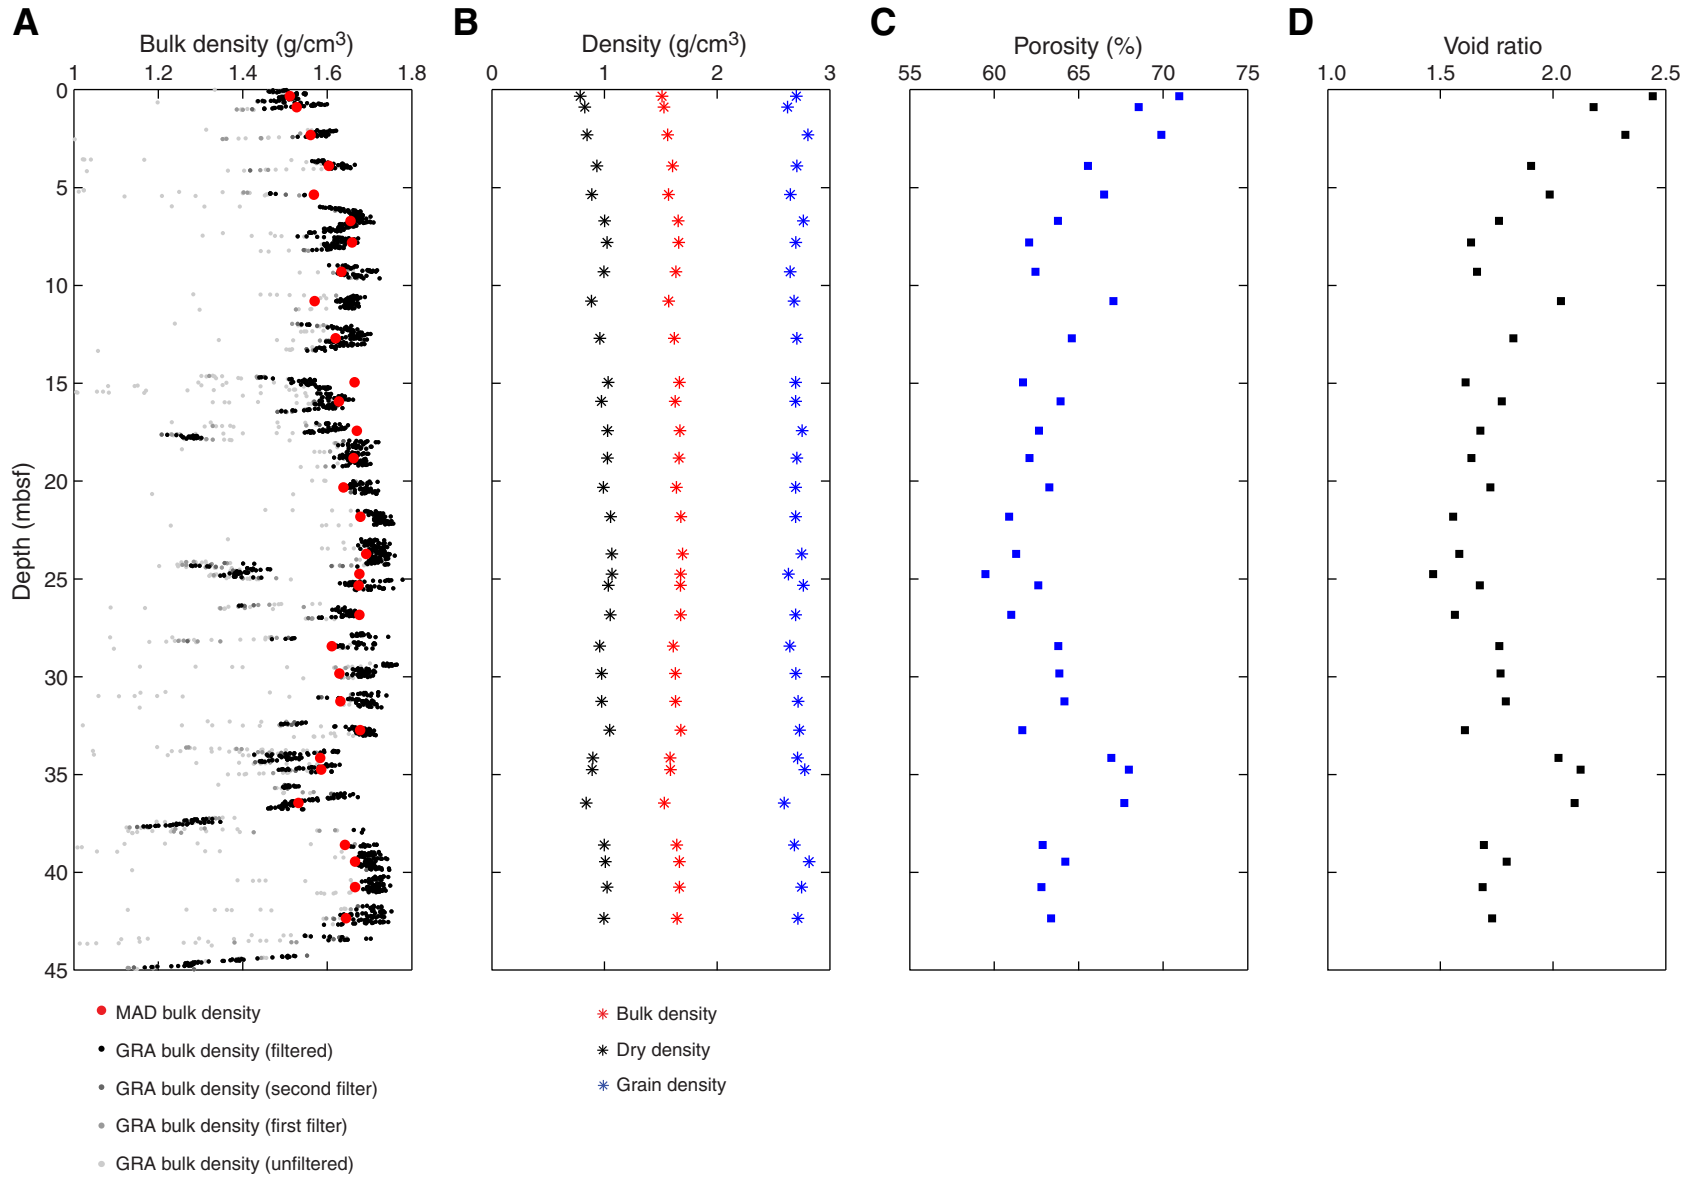 A
B
C
D
Bulk density (g/cm3)
Density (g/cm3)
Porosity (%)
Void ratio
1 1.2 1.4 1.6 1.8
0 1 2 3
55 60 65 70 75
1.0 1.5 2.0 2.5
0
5
10
15
20
25
30
35
40
45
Depth (mbsf)
MAD bulk density
GRA bulk density (filtered)
GRA bulk density (second filter)
GRA bulk density (first filter)
GRA bulk density (unfiltered)
Bulk density
Dry density
Grain density